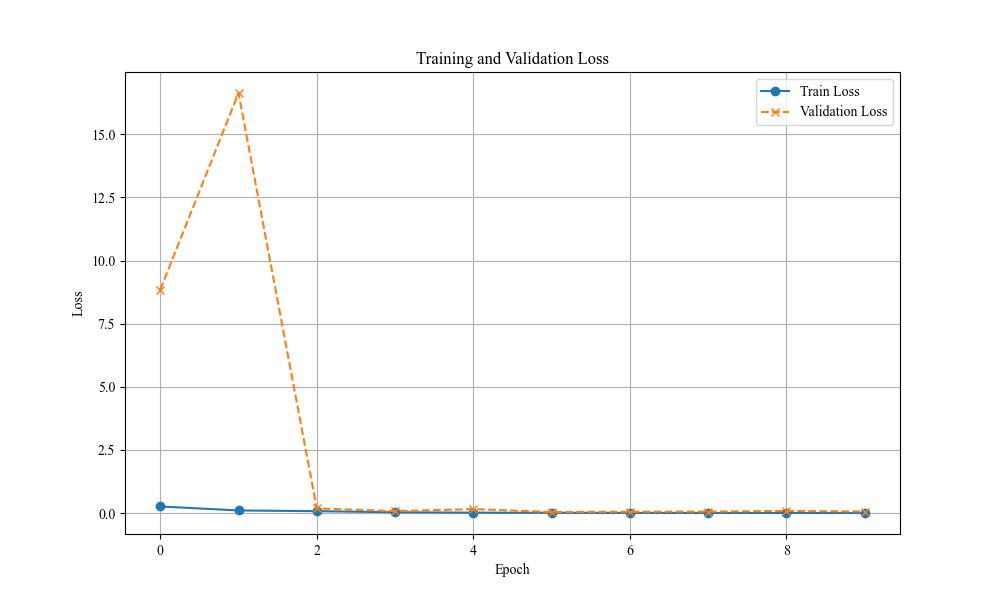 Training and Validation Loss
Train Loss
Validation Loss
15.0
12.5
10.0
7.5
5.0
2.5
0.0
Loss
0 2 4 6 8
Epoch